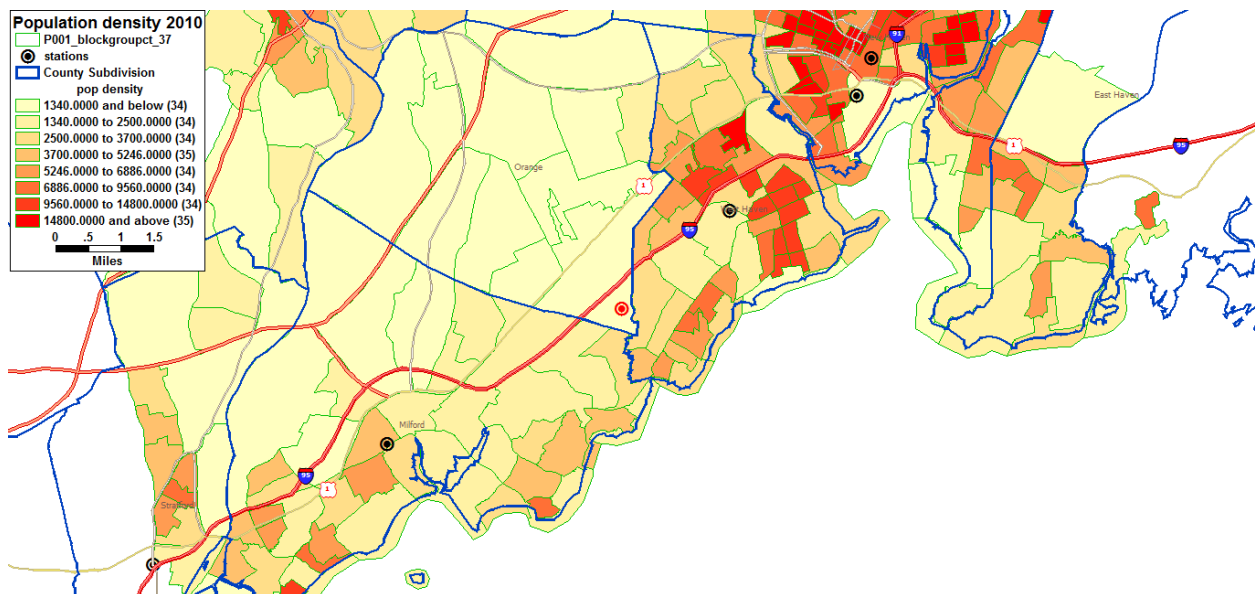 Population density 2010
P001_blockgroupct_37
stations
County Subdivision
pop density
1340.0000 and below (34)
1340.0000 to 2500.0000 (34)
2500.0000 to 3700.0000 (34)
3700.0000 to 5246.0000 (35)
5246.0000 to 6886.0000 (34)
6886.0000 to 9560.0000 (34)
9560.0000 to 14800.0000 (34)
14800.0000 and above (35)
0 .5 1 1.5
Miles
91
East Haven
1
95
Orange
1
Haven
95
Milford
95
1
Stratford